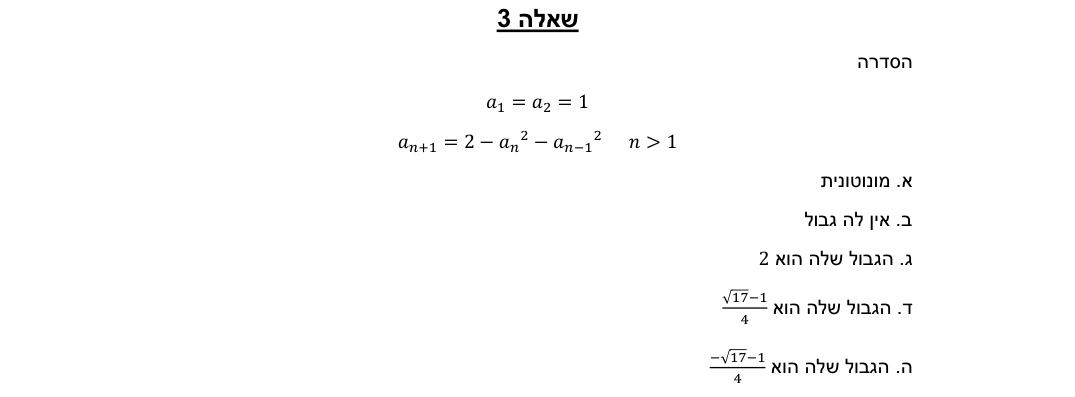 שאלה 3
הסדרה
a₁ = a₂ = 1
aₙ₊₁ = 2 − aₙ² − aₙ₋₁² n > 1
א. מונוטונית
ב. אין לה גבול
ג. הגבול שלה הוא 2
ד. הגבול שלה הוא (√17−1)/4
ה. הגבול שלה הוא (−√17−1)/4